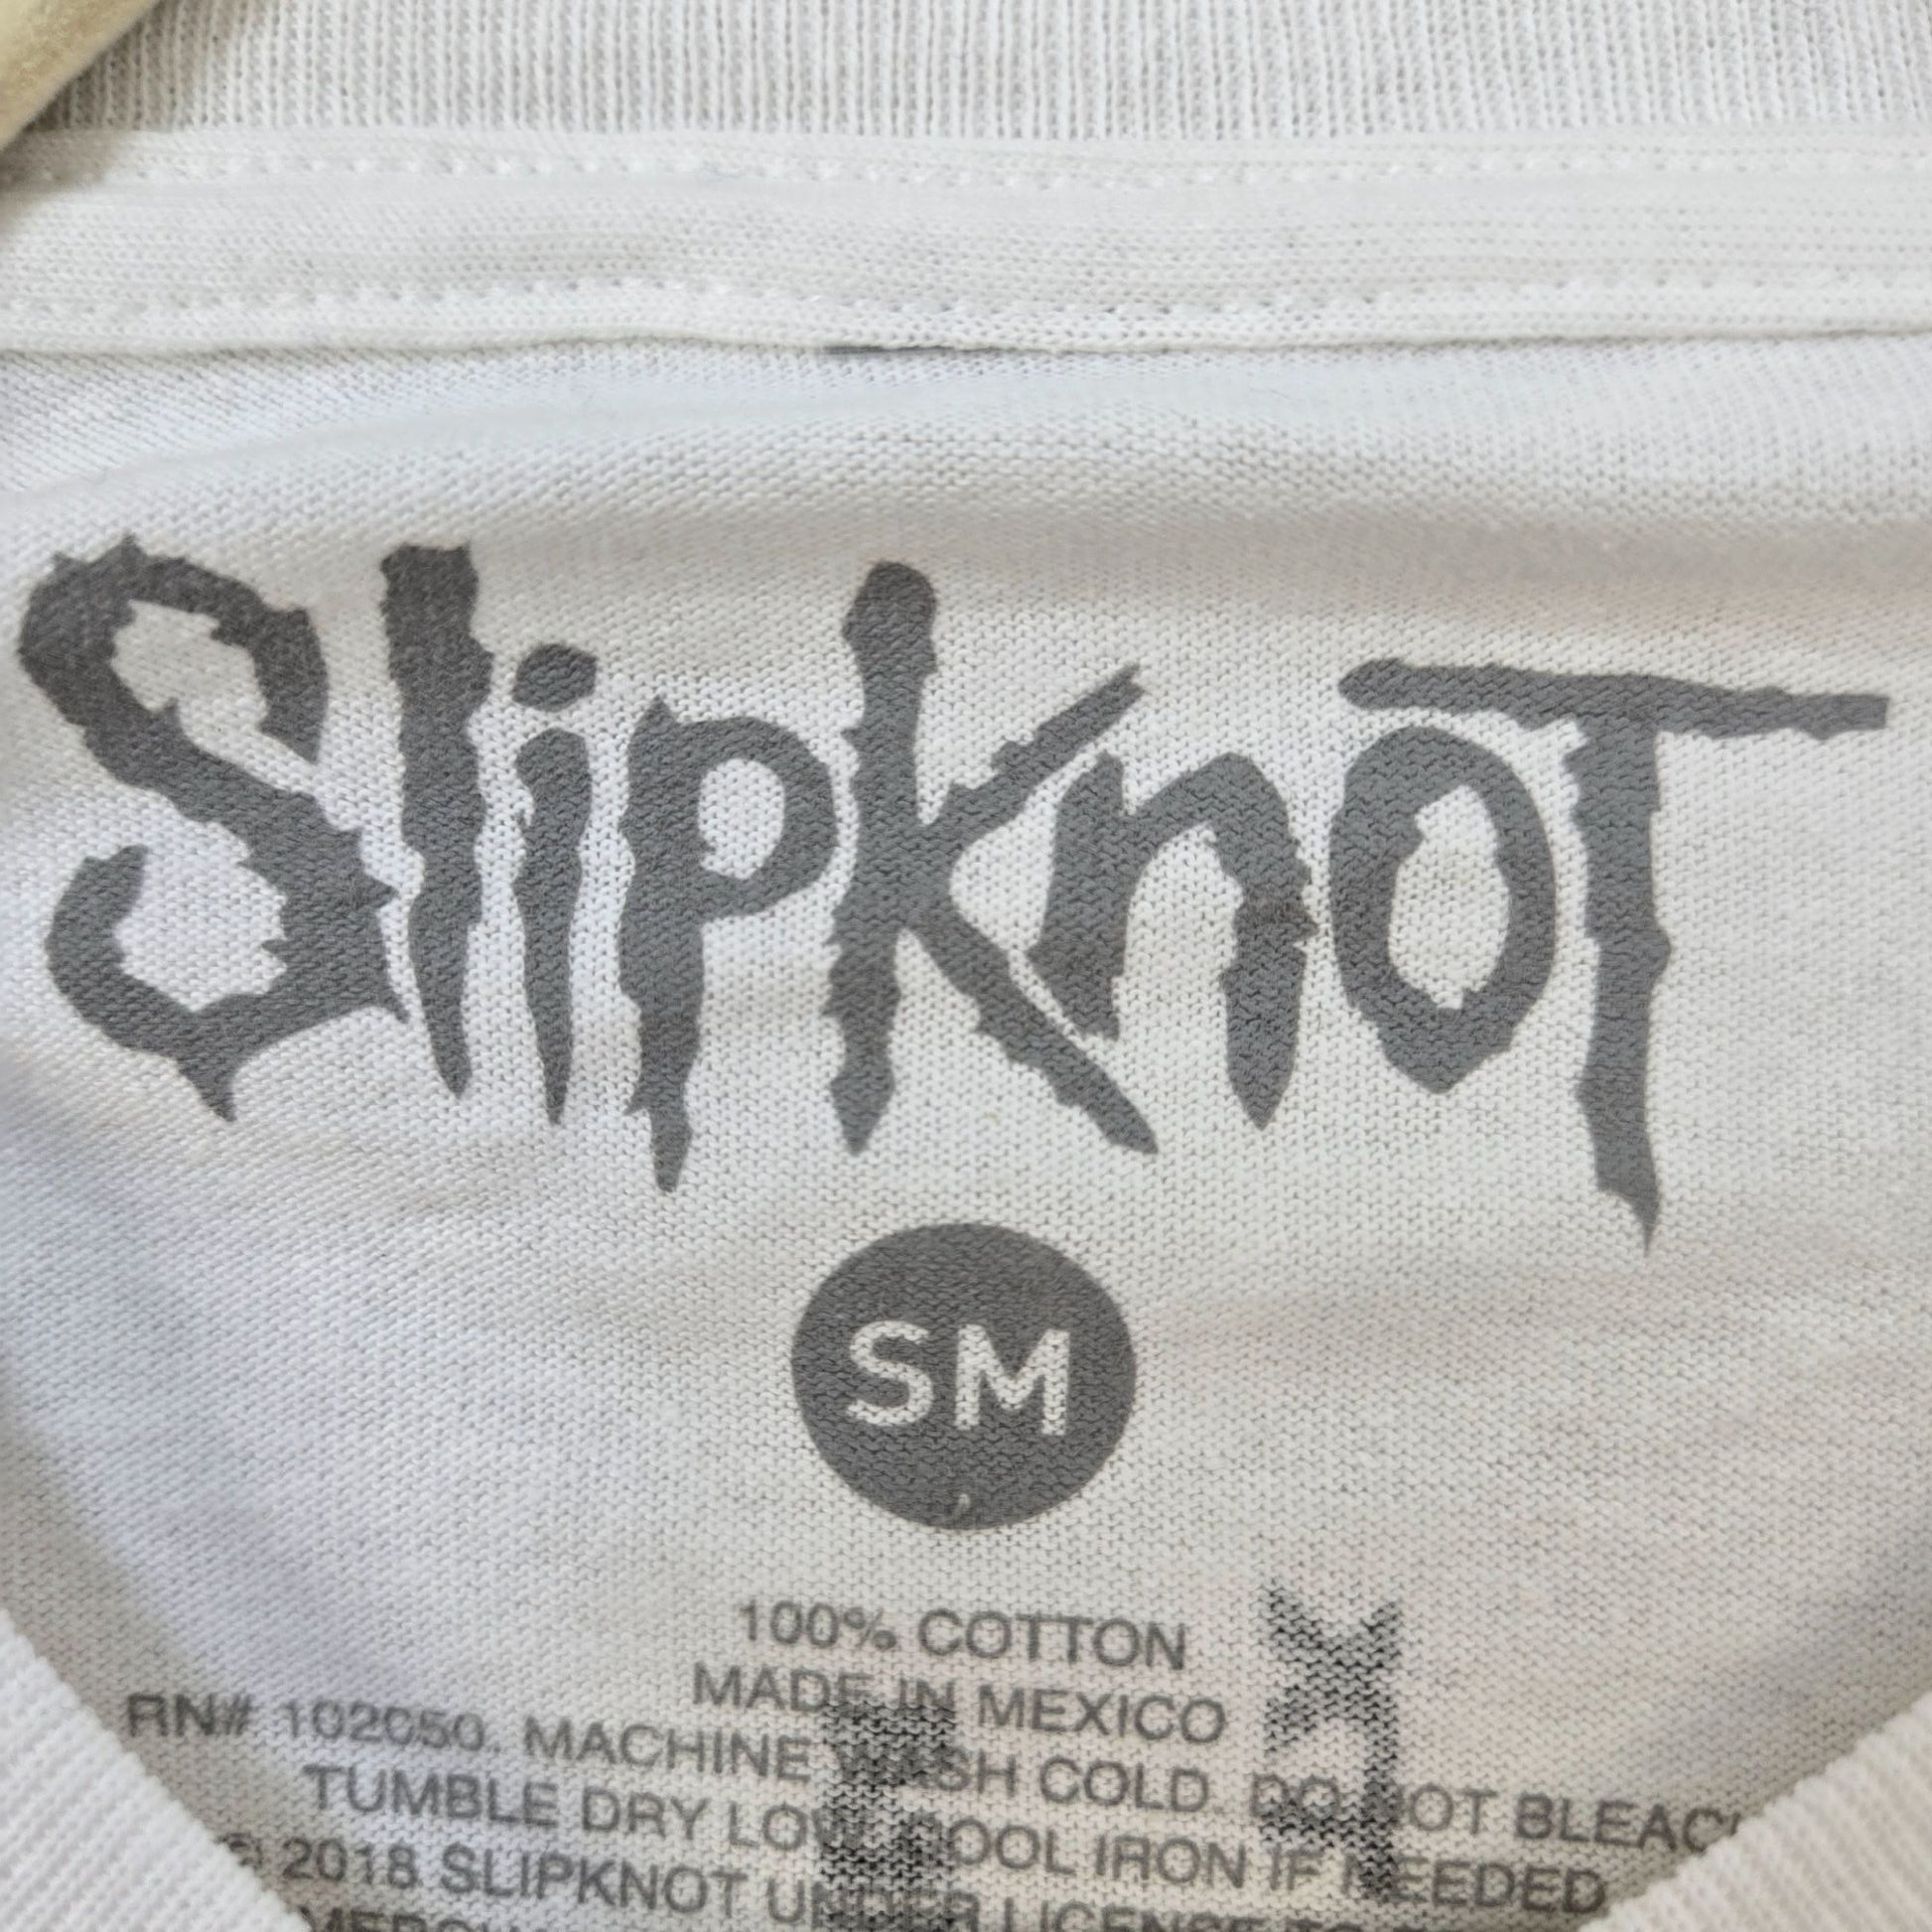 SlipknoT
SM
100% COTTON
MADE IN MEXICO
RN# 102050. MACHINE WASH COLD. DO NOT BLEACH
TUMBLE DRY LOW. COOL IRON IF NEEDED
© 2018 SLIPKNOT UNDER LICENSE TO